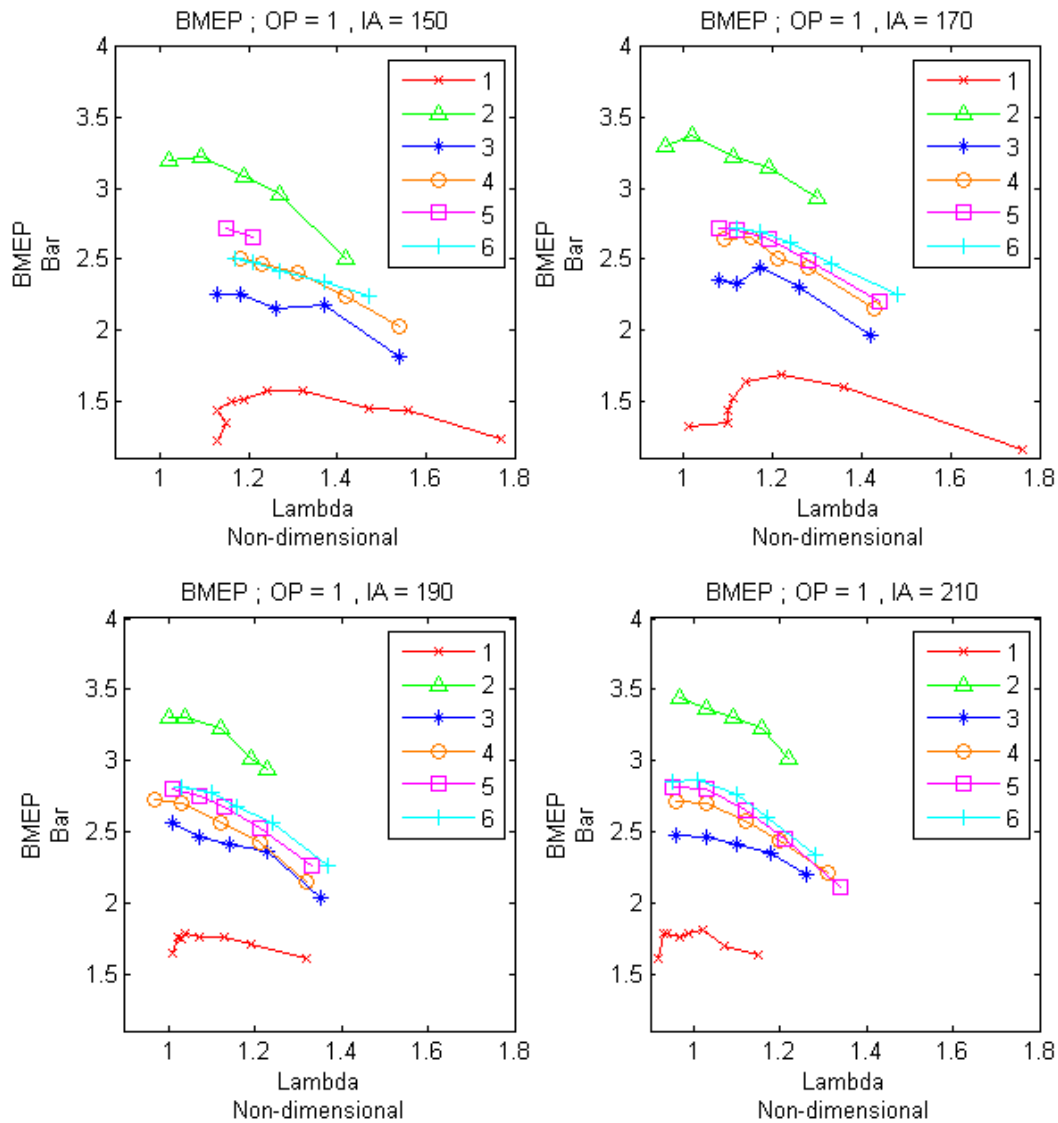 BMEP ; OP = 1 , IA = 150
4
3.5
3
2.5
2
1.5
BMEP
Bar
1
2
3
4
5
6
1 1.2 1.4 1.6 1.8
Lambda
Non-dimensional
BMEP ; OP = 1 , IA = 170
4
3.5
3
2.5
2
1.5
BMEP
Bar
1
2
3
4
5
6
1 1.2 1.4 1.6 1.8
Lambda
Non-dimensional
BMEP ; OP = 1 , IA = 190
4
3.5
3
2.5
2
1.5
BMEP
Bar
1
2
3
4
5
6
1 1.2 1.4 1.6 1.8
Lambda
Non-dimensional
BMEP ; OP = 1 , IA = 210
4
3.5
3
2.5
2
1.5
BMEP
Bar
1
2
3
4
5
6
1 1.2 1.4 1.6 1.8
Lambda
Non-dimensional